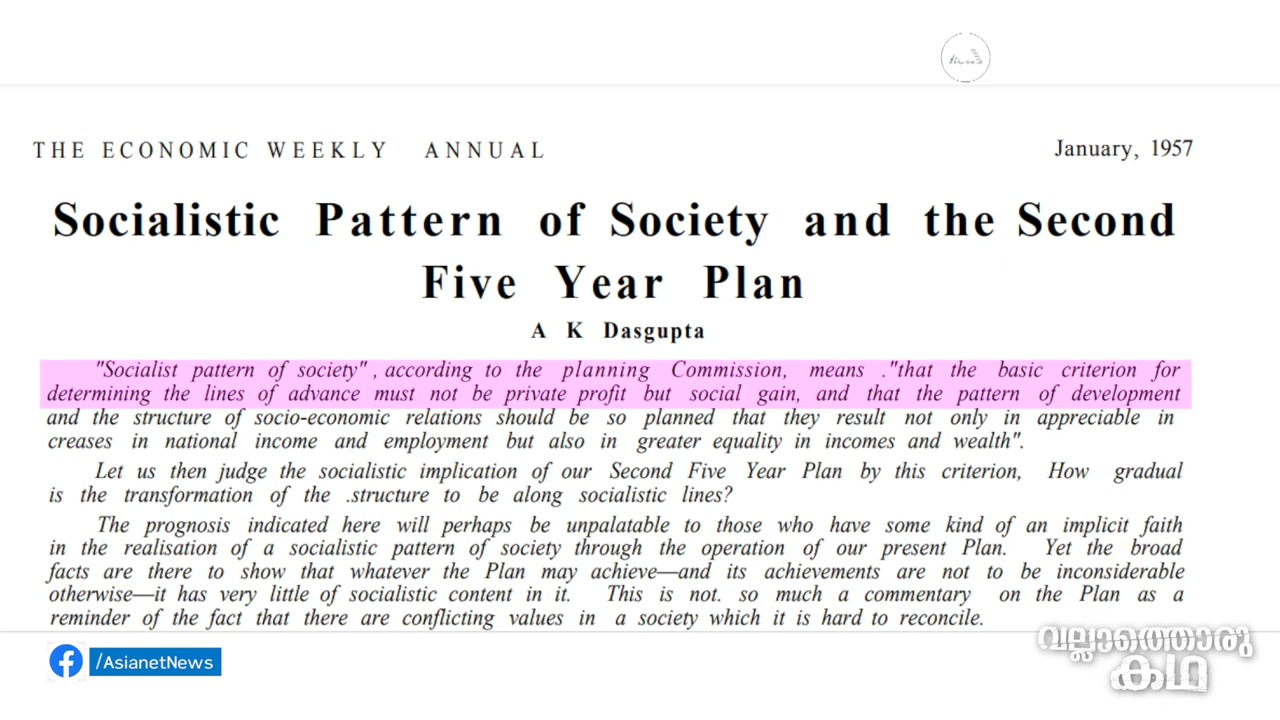 THE ECONOMIC WEEKLY ANNUAL
January, 1957
Socialistic Pattern of Society and the Second
Five Year Plan
A K Dasgupta
"Socialist pattern of society" , according to the planning Commission, means ."that the basic criterion for
determining the lines of advance must not be private profit but social gain, and that the pattern of development
and the structure of socio-economic relations should be so planned that they result not only in appreciable in
creases in national income and employment but also in greater equality in incomes and wealth".
Let us then judge the socialistic implication of our Second Five Year Plan by this criterion, How gradual
is the transformation of the .structure to be along socialistic lines?
The prognosis indicated here will perhaps be unpalatable to those who have some kind of an implicit faith
in the realisation of a socialistic pattern of society through the operation of our present Plan. Yet the broad
facts are there to show that whatever the Plan may achieve—and its achievements are not to be inconsiderable
otherwise—it has very little of socialistic content in it. This is not. so much a commentary on the Plan as a
reminder of the fact that there are conflicting values in a society which it is hard to reconcile.
/AsianetNews
വല്ലാത്തൊരു
കഥ